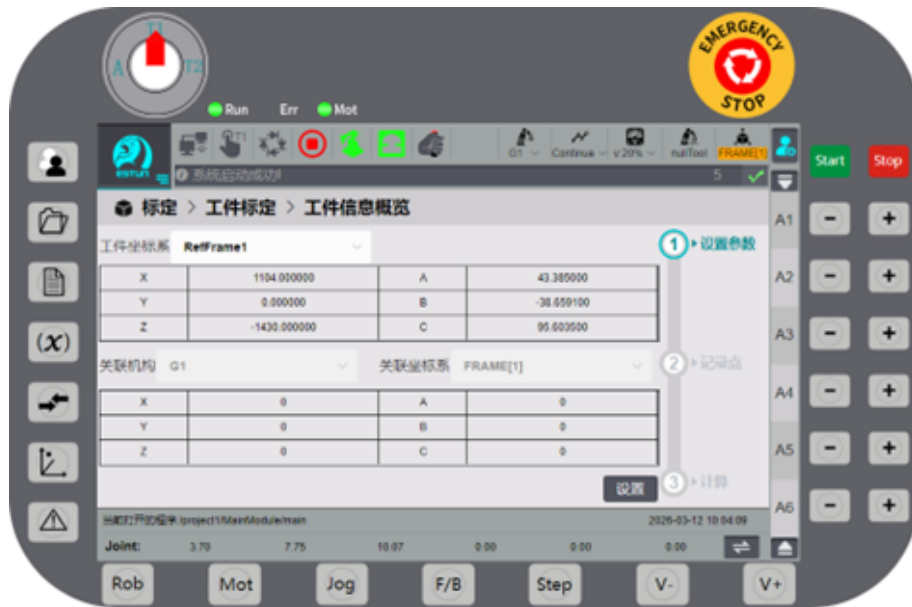 T1
A
T2
EMERGENCY
STOP
Run Err Mot
ESTUN
G1 Continue v:20% nullTool FRAME[1]
系统启动成功! 5
Start Stop
标定 > 工件标定 > 工件信息概览
A1 - +
工件坐标系 RefFrame1 1 设置参数
X 1104.000000 A 43.385000
A2 - +
Y 0.000000 B -38.659100
Z -1430.000000 C 95.603500
A3 - +
(x)
关联机构 G1 关联坐标系 FRAME[1] 2 记录点
A4 - +
X 0 A 0
Y 0 B 0
Z 0 C 0
A5 - +
设置 3 计算
A6 - +
当前打开的程序:/project1/MainModule/main 2026-03-12 10:04:09
Joint: 3.70 7.75 10.07 0.00 0.00 0.00
Rob Mot Jog F/B Step V- V+